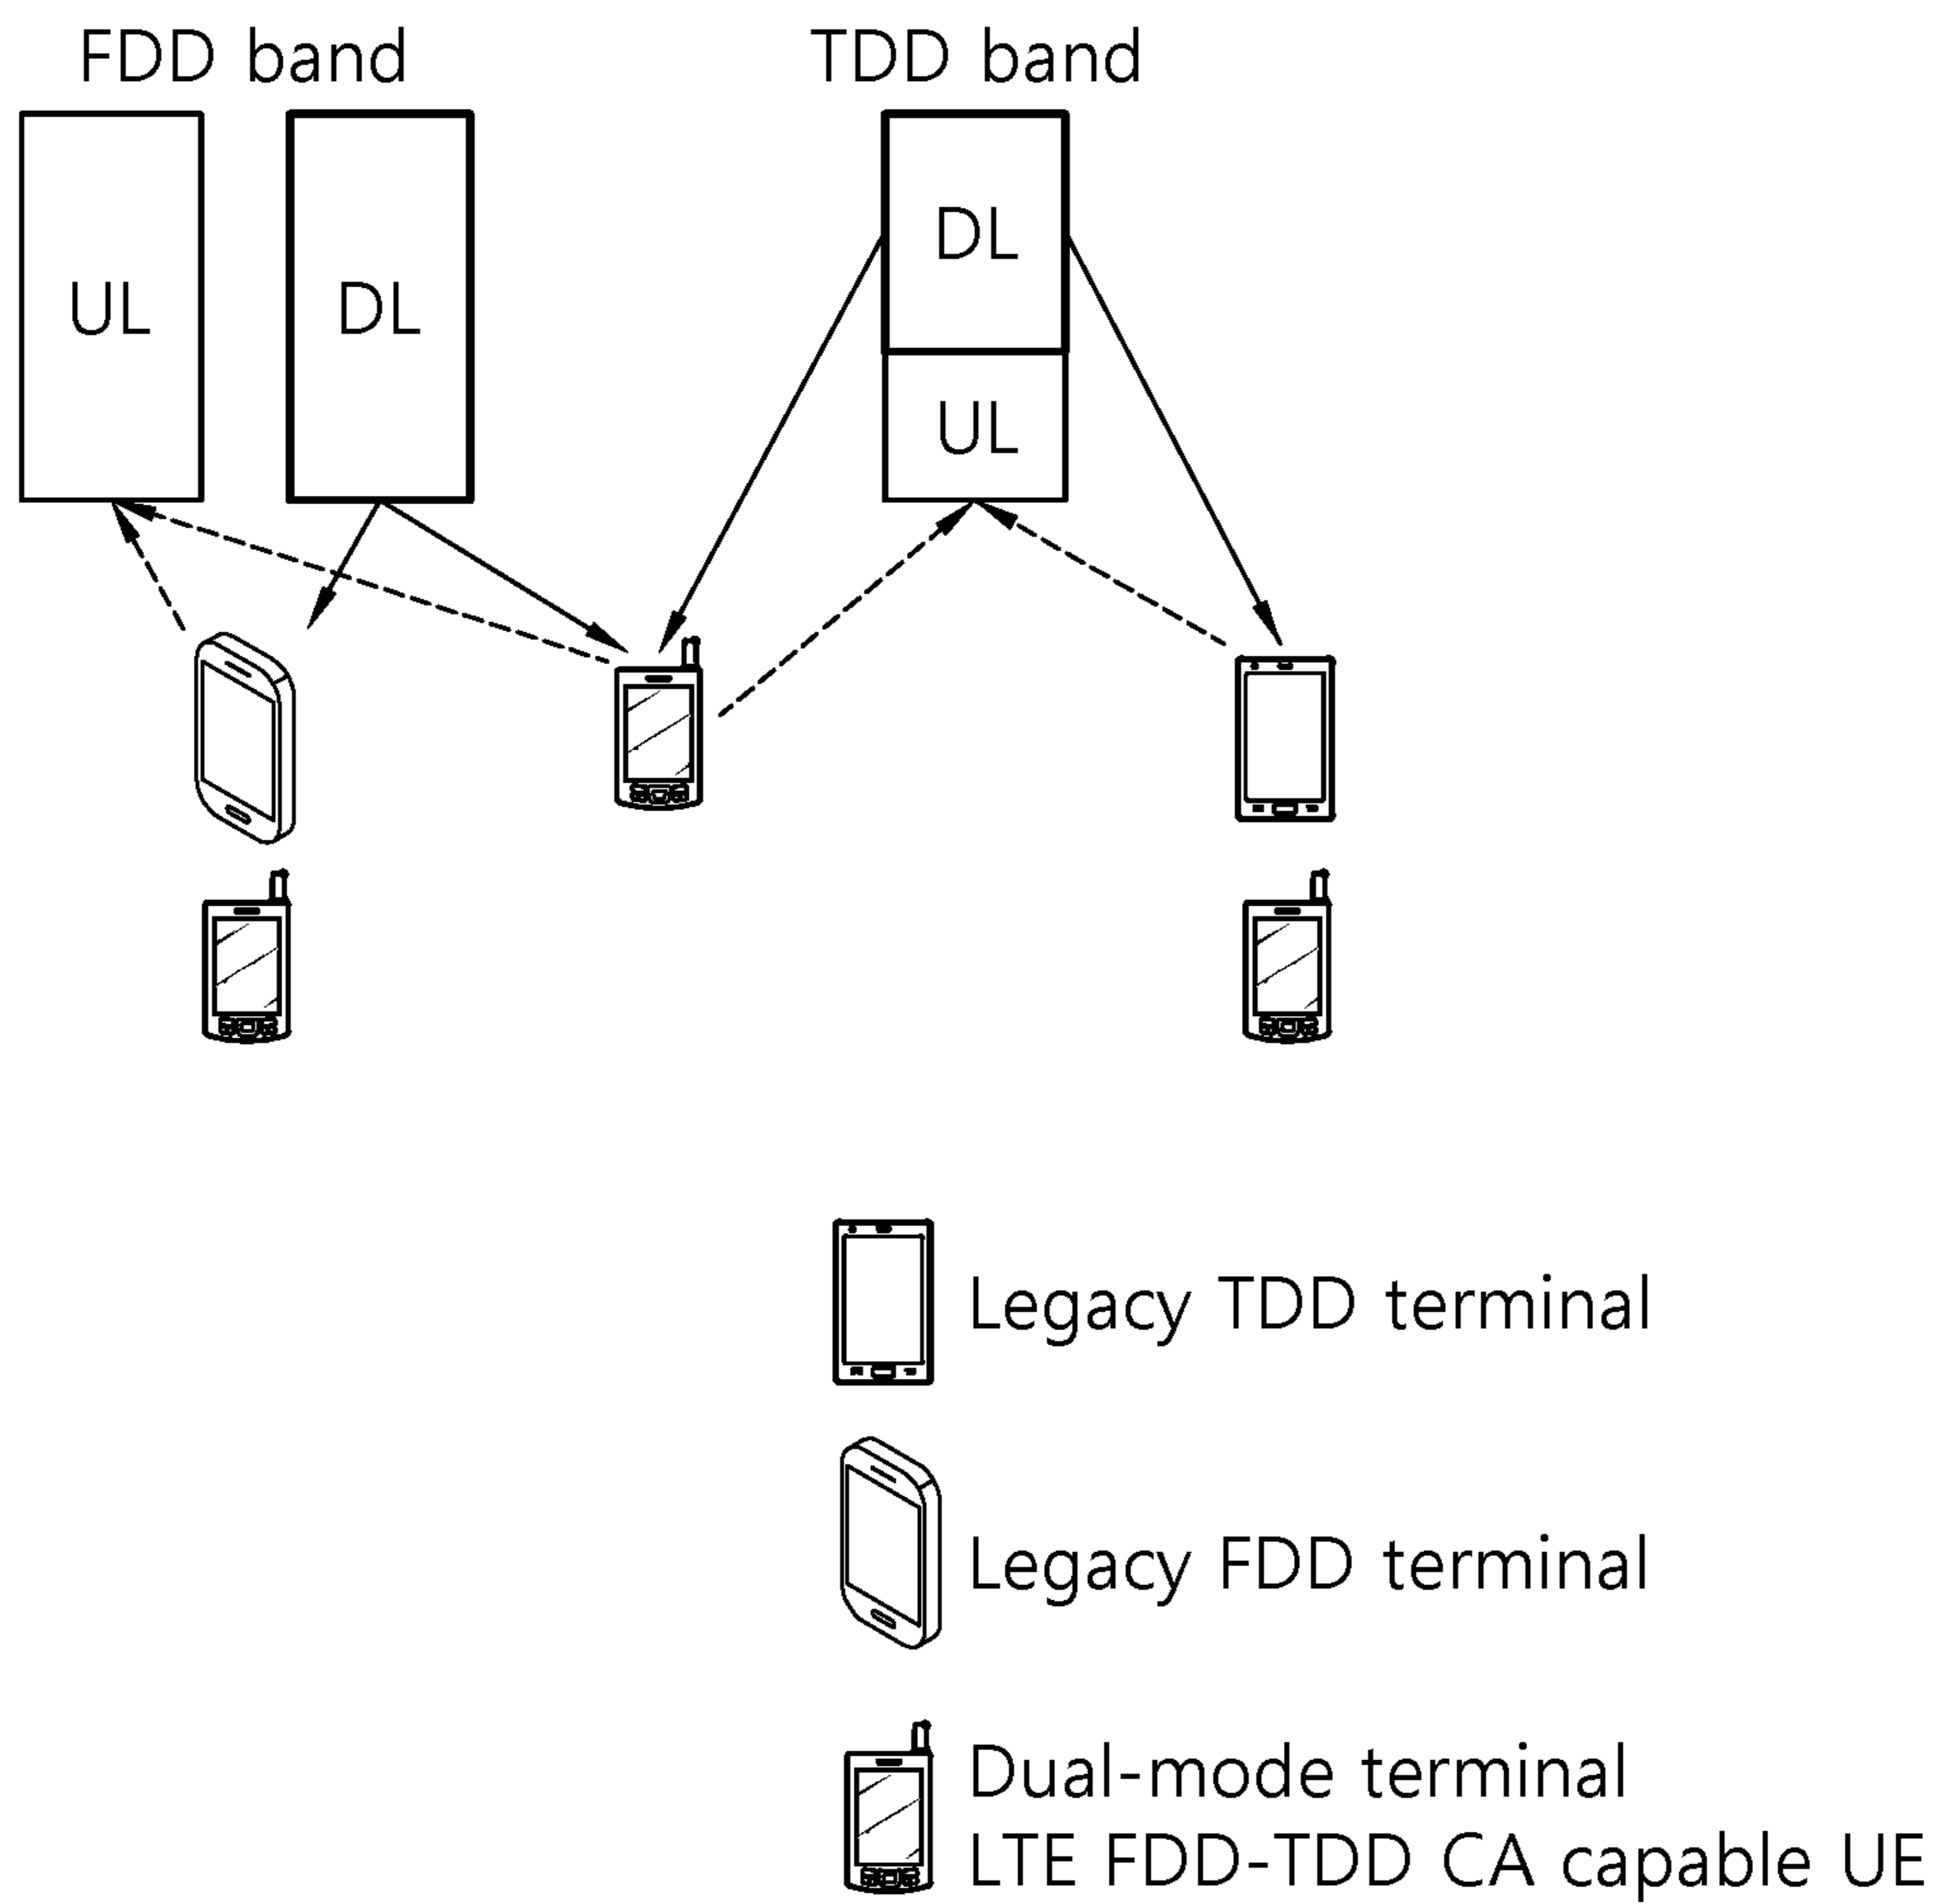 FDD band
TDD band
UL
DL
DL
UL
Legacy TDD terminal
Legacy FDD terminal
Dual-mode terminal
LTE FDD-TDD CA capable UE